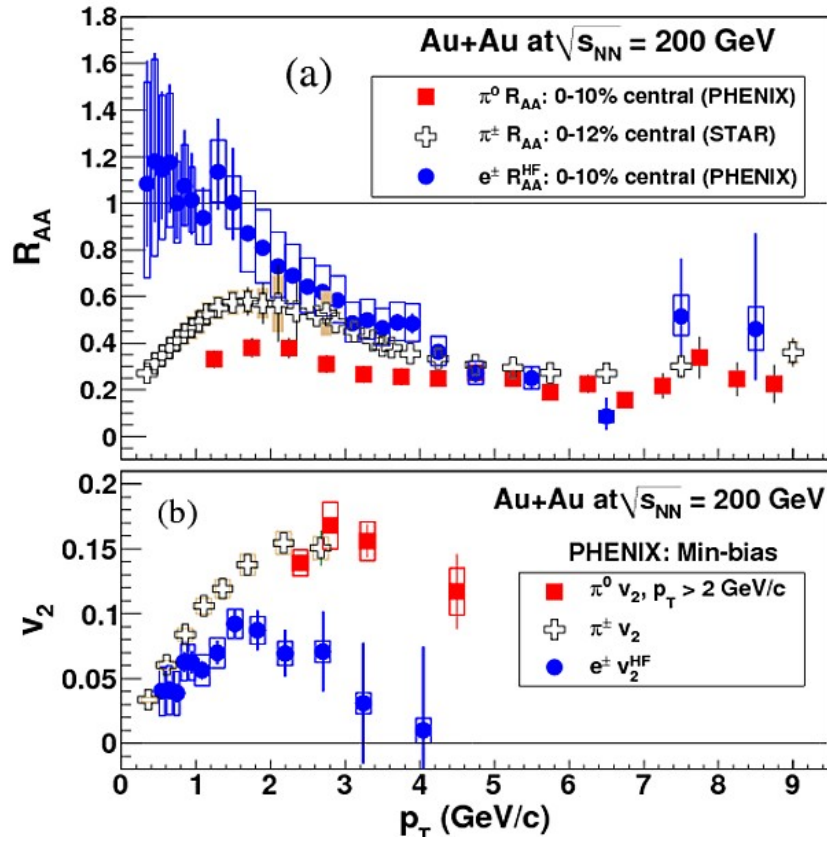 Au+Au at √sNN = 200 GeV
(a)
π⁰ RAA: 0-10% central (PHENIX)
π± RAA: 0-12% central (STAR)
e± RAA^HF: 0-10% central (PHENIX)
RAA
1.8
1.6
1.4
1.2
1
0.8
0.6
0.4
0.2
0
(b)
Au+Au at √sNN = 200 GeV
PHENIX: Min-bias
π⁰ v₂, pT > 2 GeV/c
π± v₂
e± v₂^HF
v₂
0.2
0.15
0.1
0.05
0
0 1 2 3 4 5 6 7 8 9
pT (GeV/c)